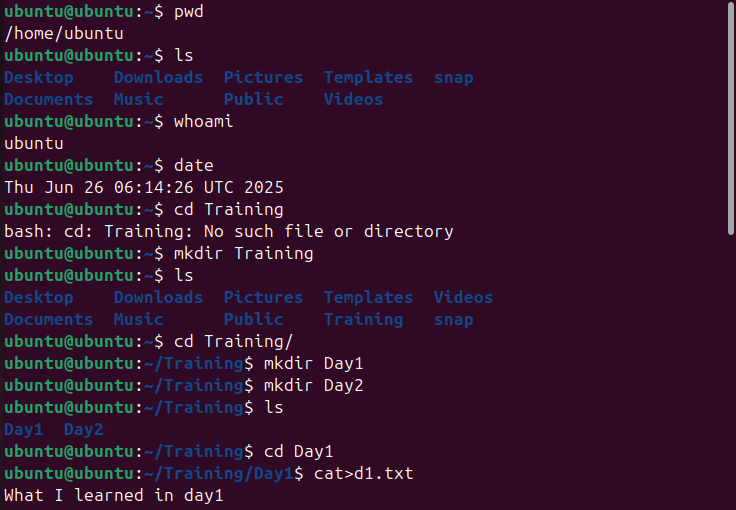 ubuntu@ubuntu:~$ pwd
/home/ubuntu
ubuntu@ubuntu:~$ ls
Desktop    Downloads  Pictures  Templates  snap
Documents  Music      Public    Videos
ubuntu@ubuntu:~$ whoami
ubuntu
ubuntu@ubuntu:~$ date
Thu Jun 26 06:14:26 UTC 2025
ubuntu@ubuntu:~$ cd Training
bash: cd: Training: No such file or directory
ubuntu@ubuntu:~$ mkdir Training
ubuntu@ubuntu:~$ ls
Desktop    Downloads  Pictures  Templates  Videos
Documents  Music      Public    Training   snap
ubuntu@ubuntu:~$ cd Training/
ubuntu@ubuntu:~/Training$ mkdir Day1
ubuntu@ubuntu:~/Training$ mkdir Day2
ubuntu@ubuntu:~/Training$ ls
Day1  Day2
ubuntu@ubuntu:~/Training$ cd Day1
ubuntu@ubuntu:~/Training/Day1$ cat>d1.txt
What I learned in day1